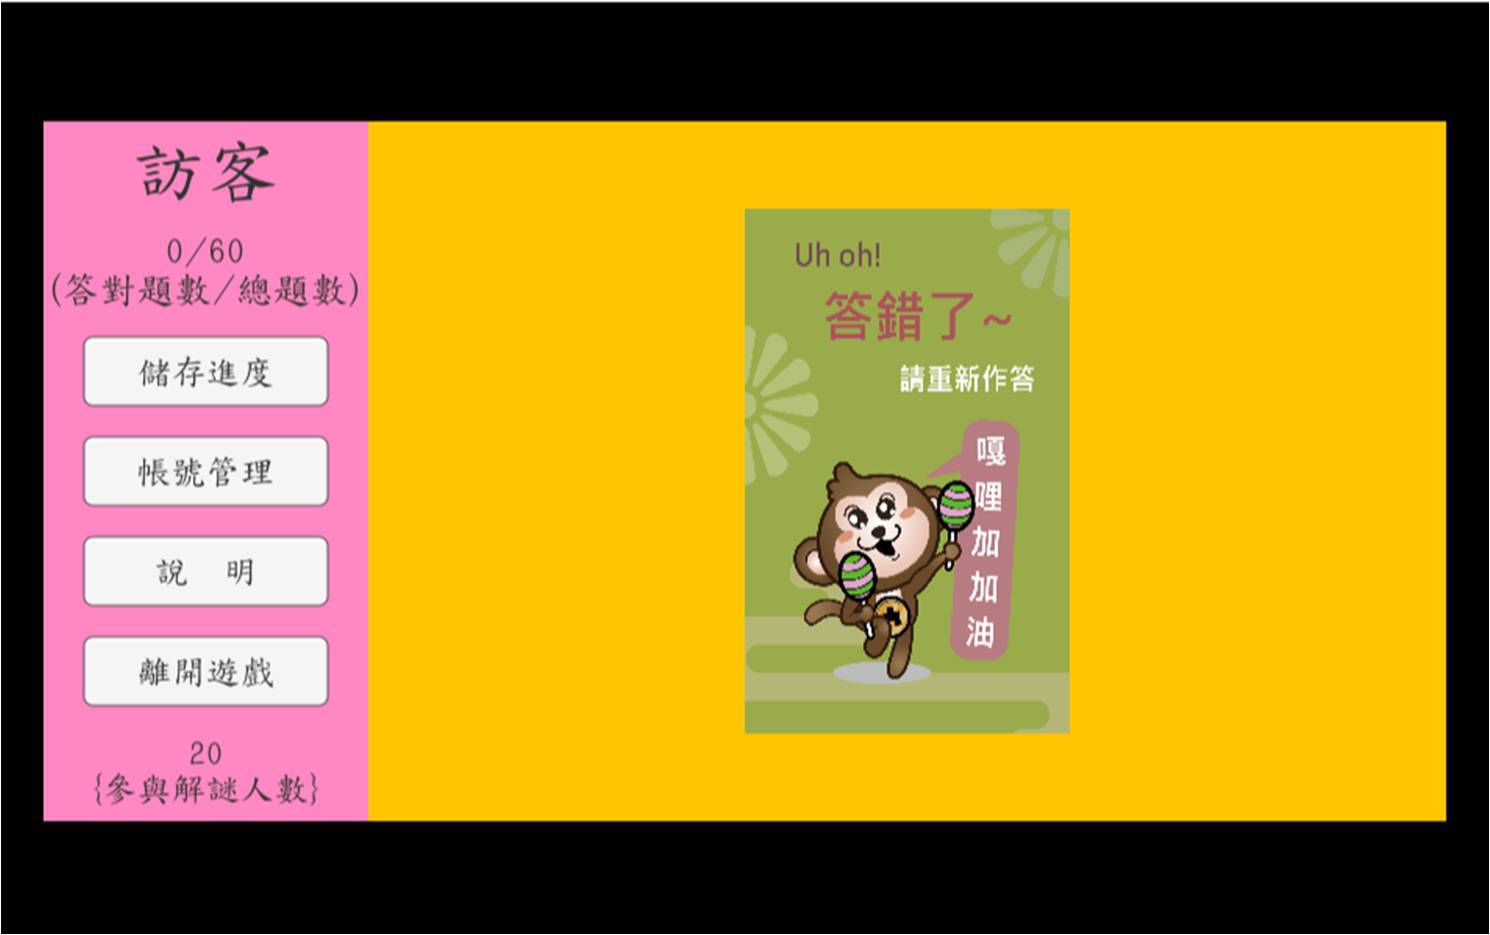 訪客
0/60
(答對題數/總題數)
儲存進度
帳號管理
說　明
離開遊戲
20
{參與解謎人數}
Uh oh!
答錯了~
請重新作答
嘎哩加加油